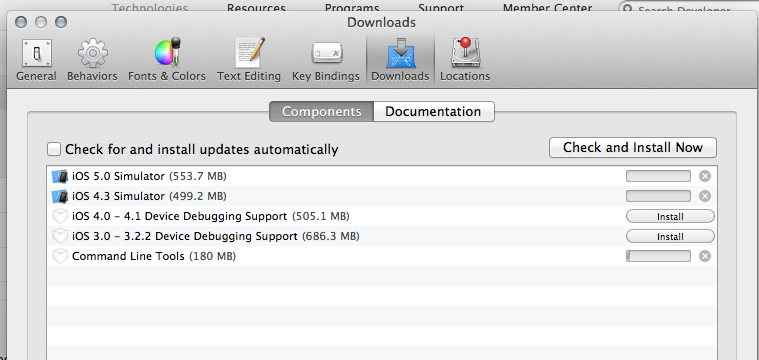 Technologies Resources Programs Support Member Center Search Developer
Downloads
General Behaviors Fonts & Colors Text Editing Key Bindings Downloads Locations
Components Documentation
Check for and install updates automatically Check and Install Now
iOS 5.0 Simulator (553.7 MB)
iOS 4.3 Simulator (499.2 MB)
iOS 4.0 - 4.1 Device Debugging Support (505.1 MB) Install
iOS 3.0 - 3.2.2 Device Debugging Support (686.3 MB) Install
Command Line Tools (180 MB)